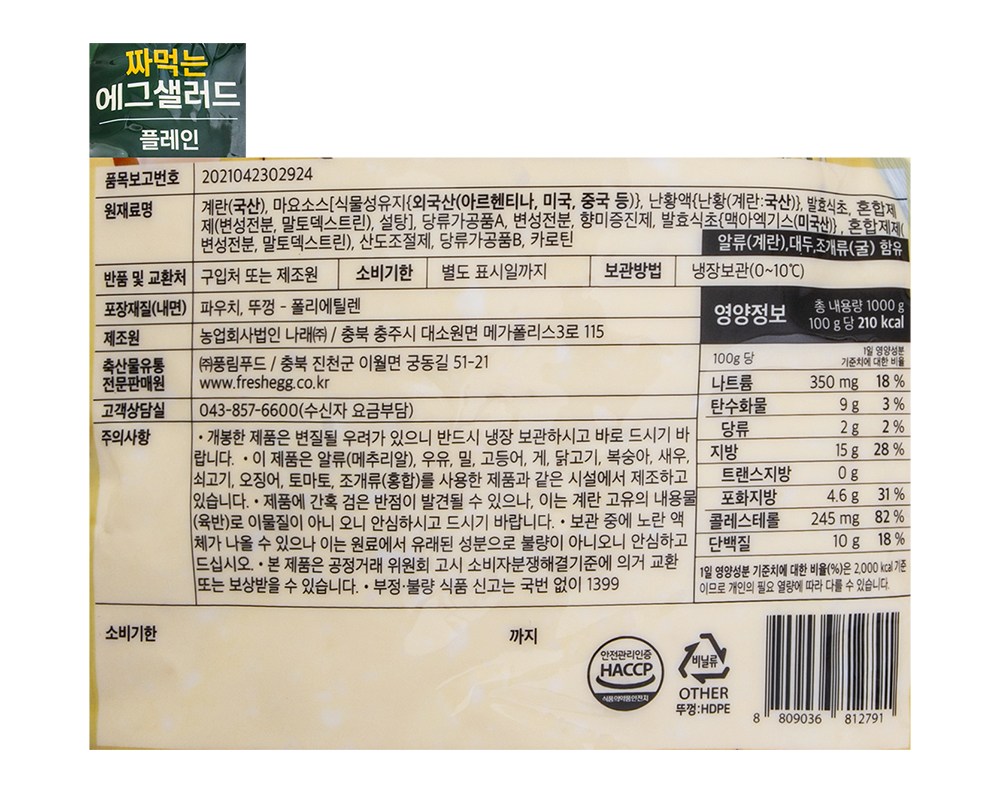 짜먹는
에그샐러드
플레인
품목보고번호 2021042302924
원재료명 계란(국산), 마요소스[식물성유지{외국산(아르헨티나, 미국, 중국 등)}, 난황액{난황(계란:국산)}, 발효식초, 혼합제
제(변성전분, 말토덱스트린), 설탕], 당류가공품A, 변성전분, 향미증진제, 발효식초{맥아엑기스(미국산)}, 혼합제제(
변성전분, 말토덱스트린), 산도조절제, 당류가공품B, 카로틴
알류(계란),대두,조개류(굴) 함유
반품 및 교환처 구입처 또는 제조원 소비기한 별도 표시일까지 보관방법 냉장보관(0~10℃)
포장재질(내면) 파우치, 뚜껑 - 폴리에틸렌
제조원 농업회사법인 나래㈜ / 충북 충주시 대소원면 메가폴리스3로 115
축산물유통
전문판매원
㈜풍림푸드 / 충북 진천군 이월면 궁동길 51-21
www.freshegg.co.kr
고객상담실 043-857-6600(수신자 요금부담)
주의사항 • 개봉한 제품은 변질될 우려가 있으니 반드시 냉장 보관하시고 바로 드시기 바
랍니다. • 이 제품은 알류(메추리알), 우유, 밀, 고등어, 게, 닭고기, 복숭아, 새우,
쇠고기, 오징어, 토마토, 조개류(홍합)를 사용한 제품과 같은 시설에서 제조하고
있습니다. • 제품에 간혹 검은 반점이 발견될 수 있으나, 이는 계란 고유의 내용물
(육반)로 이물질이 아니 오니 안심하시고 드시기 바랍니다. • 보관 중에 노란 액
체가 나올 수 있으나 이는 원료에서 유래된 성분으로 불량이 아니오니 안심하고
드십시오. • 본 제품은 공정거래 위원회 고시 소비자분쟁해결기준에 의거 교환
또는 보상받을 수 있습니다. • 부정·불량 식품 신고는 국번 없이 1399
영양정보
총 내용량 1000 g
100 g 당 210 kcal
100g 당
1일 영양성분
기준치에 대한 비율
나트륨 350 mg 18 %
탄수화물 9 g 3 %
당류 2 g 2 %
지방 15 g 28 %
트랜스지방 0 g
포화지방 4.6 g 31 %
콜레스테롤 245 mg 82 %
단백질 10 g 18 %
1일 영양성분 기준치에 대한 비율(%)은 2,000 kcal 기준
이므로 개인의 필요 열량에 따라 다를 수 있습니다.
소비기한 까지
안전관리인증
HACCP
식품의약품안전처
비닐류
OTHER
뚜껑:HDPE
8 809036 812791